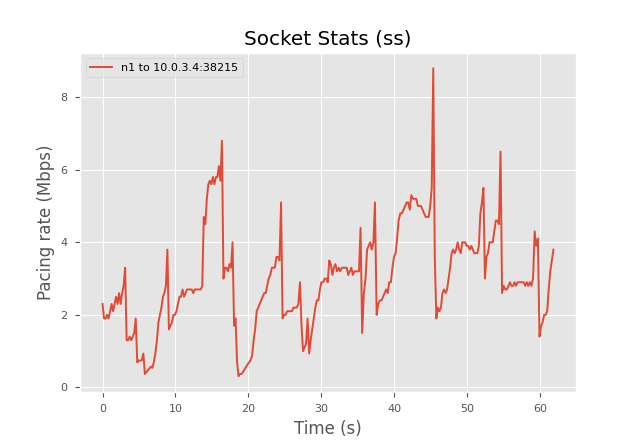 Socket Stats (ss)
n1 to 10.0.3.4:38215
Pacing rate (Mbps)
8
6
4
2
0
0 10 20 30 40 50 60
Time (s)